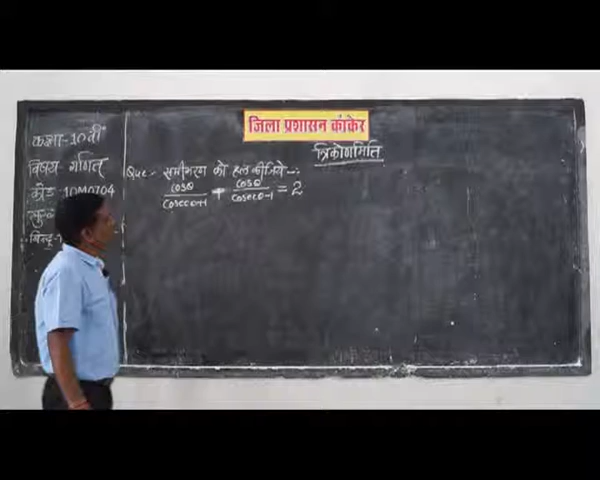 जिला प्रशासन कांकेर
त्रिकोणमिति
कक्षा-10वीं
विषय गणित
कोड 10M0704
Que:- समीकरण को हल कीजिये -:
cosθ/(cosecθ+1) + cosθ/(cosecθ-1) = 2